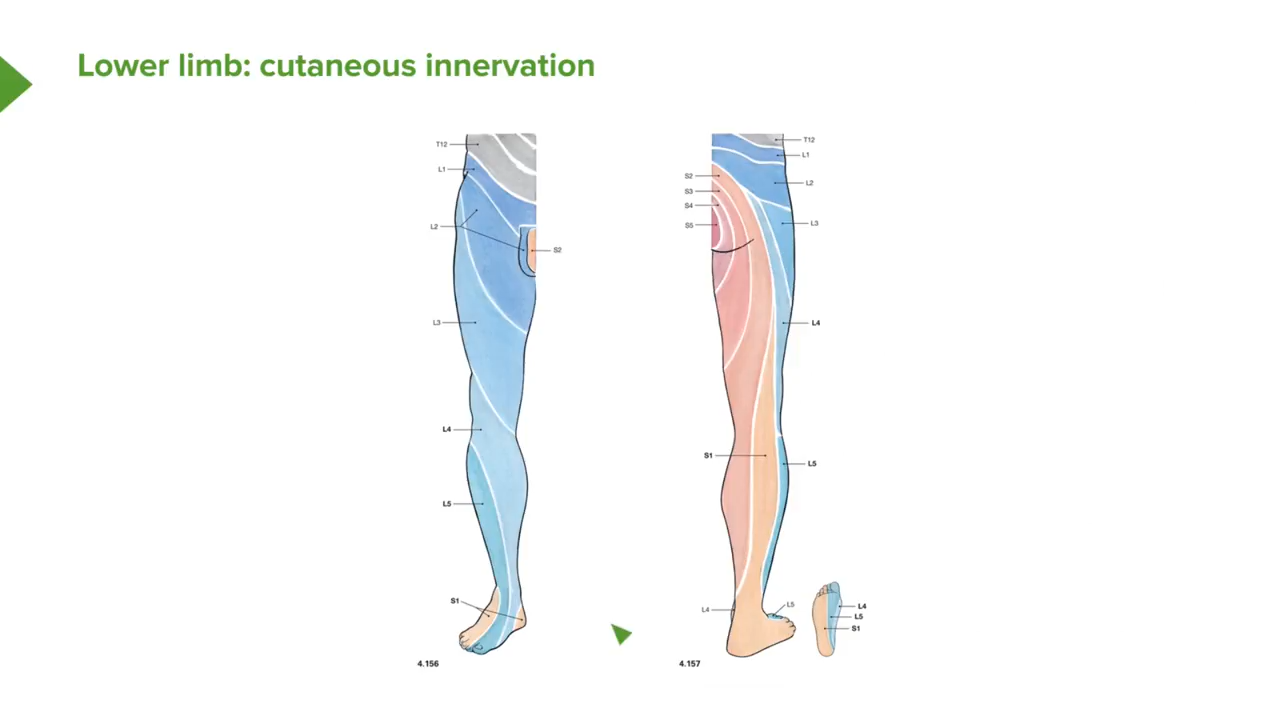 Lower limb: cutaneous innervation
T12
L1
L2
S2
L3
L4
L5
S1
4.156
T12
L1
S2
L2
S3
S4
L3
S5
L4
S1
L5
L4
L5
L4
L5
S1
4.157